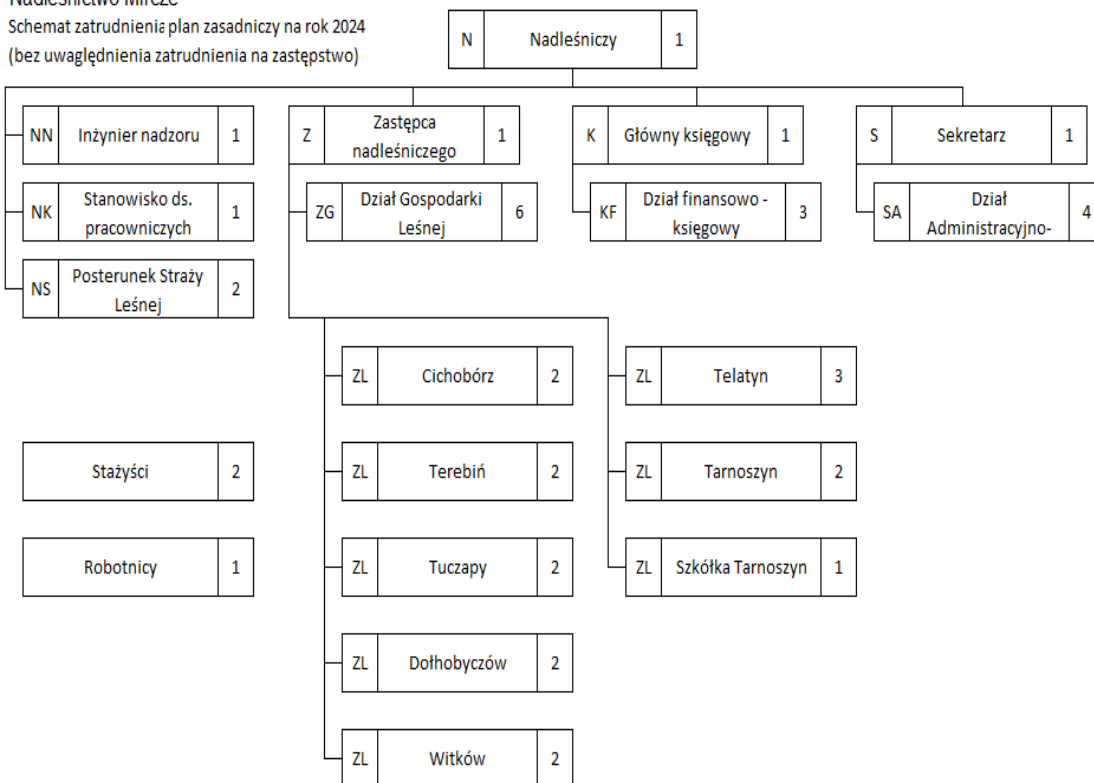 Nadleśnictwo Mircze
Schemat zatrudnienia plan zasadniczy na rok 2024
(bez uwaględnienia zatrudnienia na zastępstwo)
N Nadleśniczy 1
NN Inżynier nadzoru 1
Z Zastępca nadleśniczego 1
K Główny księgowy 1
S Sekretarz 1
NK Stanowisko ds. pracowniczych 1
ZG Dział Gospodarki Leśnej 6
KF Dział finansowo - księgowy 3
SA Dział Administracyjno- 4
NS Posterunek Straży Leśnej 2
ZL Cichobórz 2
ZL Telatyn 3
Stażyści 2
ZL Terebiń 2
ZL Tarnoszyn 2
Robotnicy 1
ZL Tuczapy 2
ZL Szkółka Tarnoszyn 1
ZL Dołhobyczów 2
ZL Witków 2